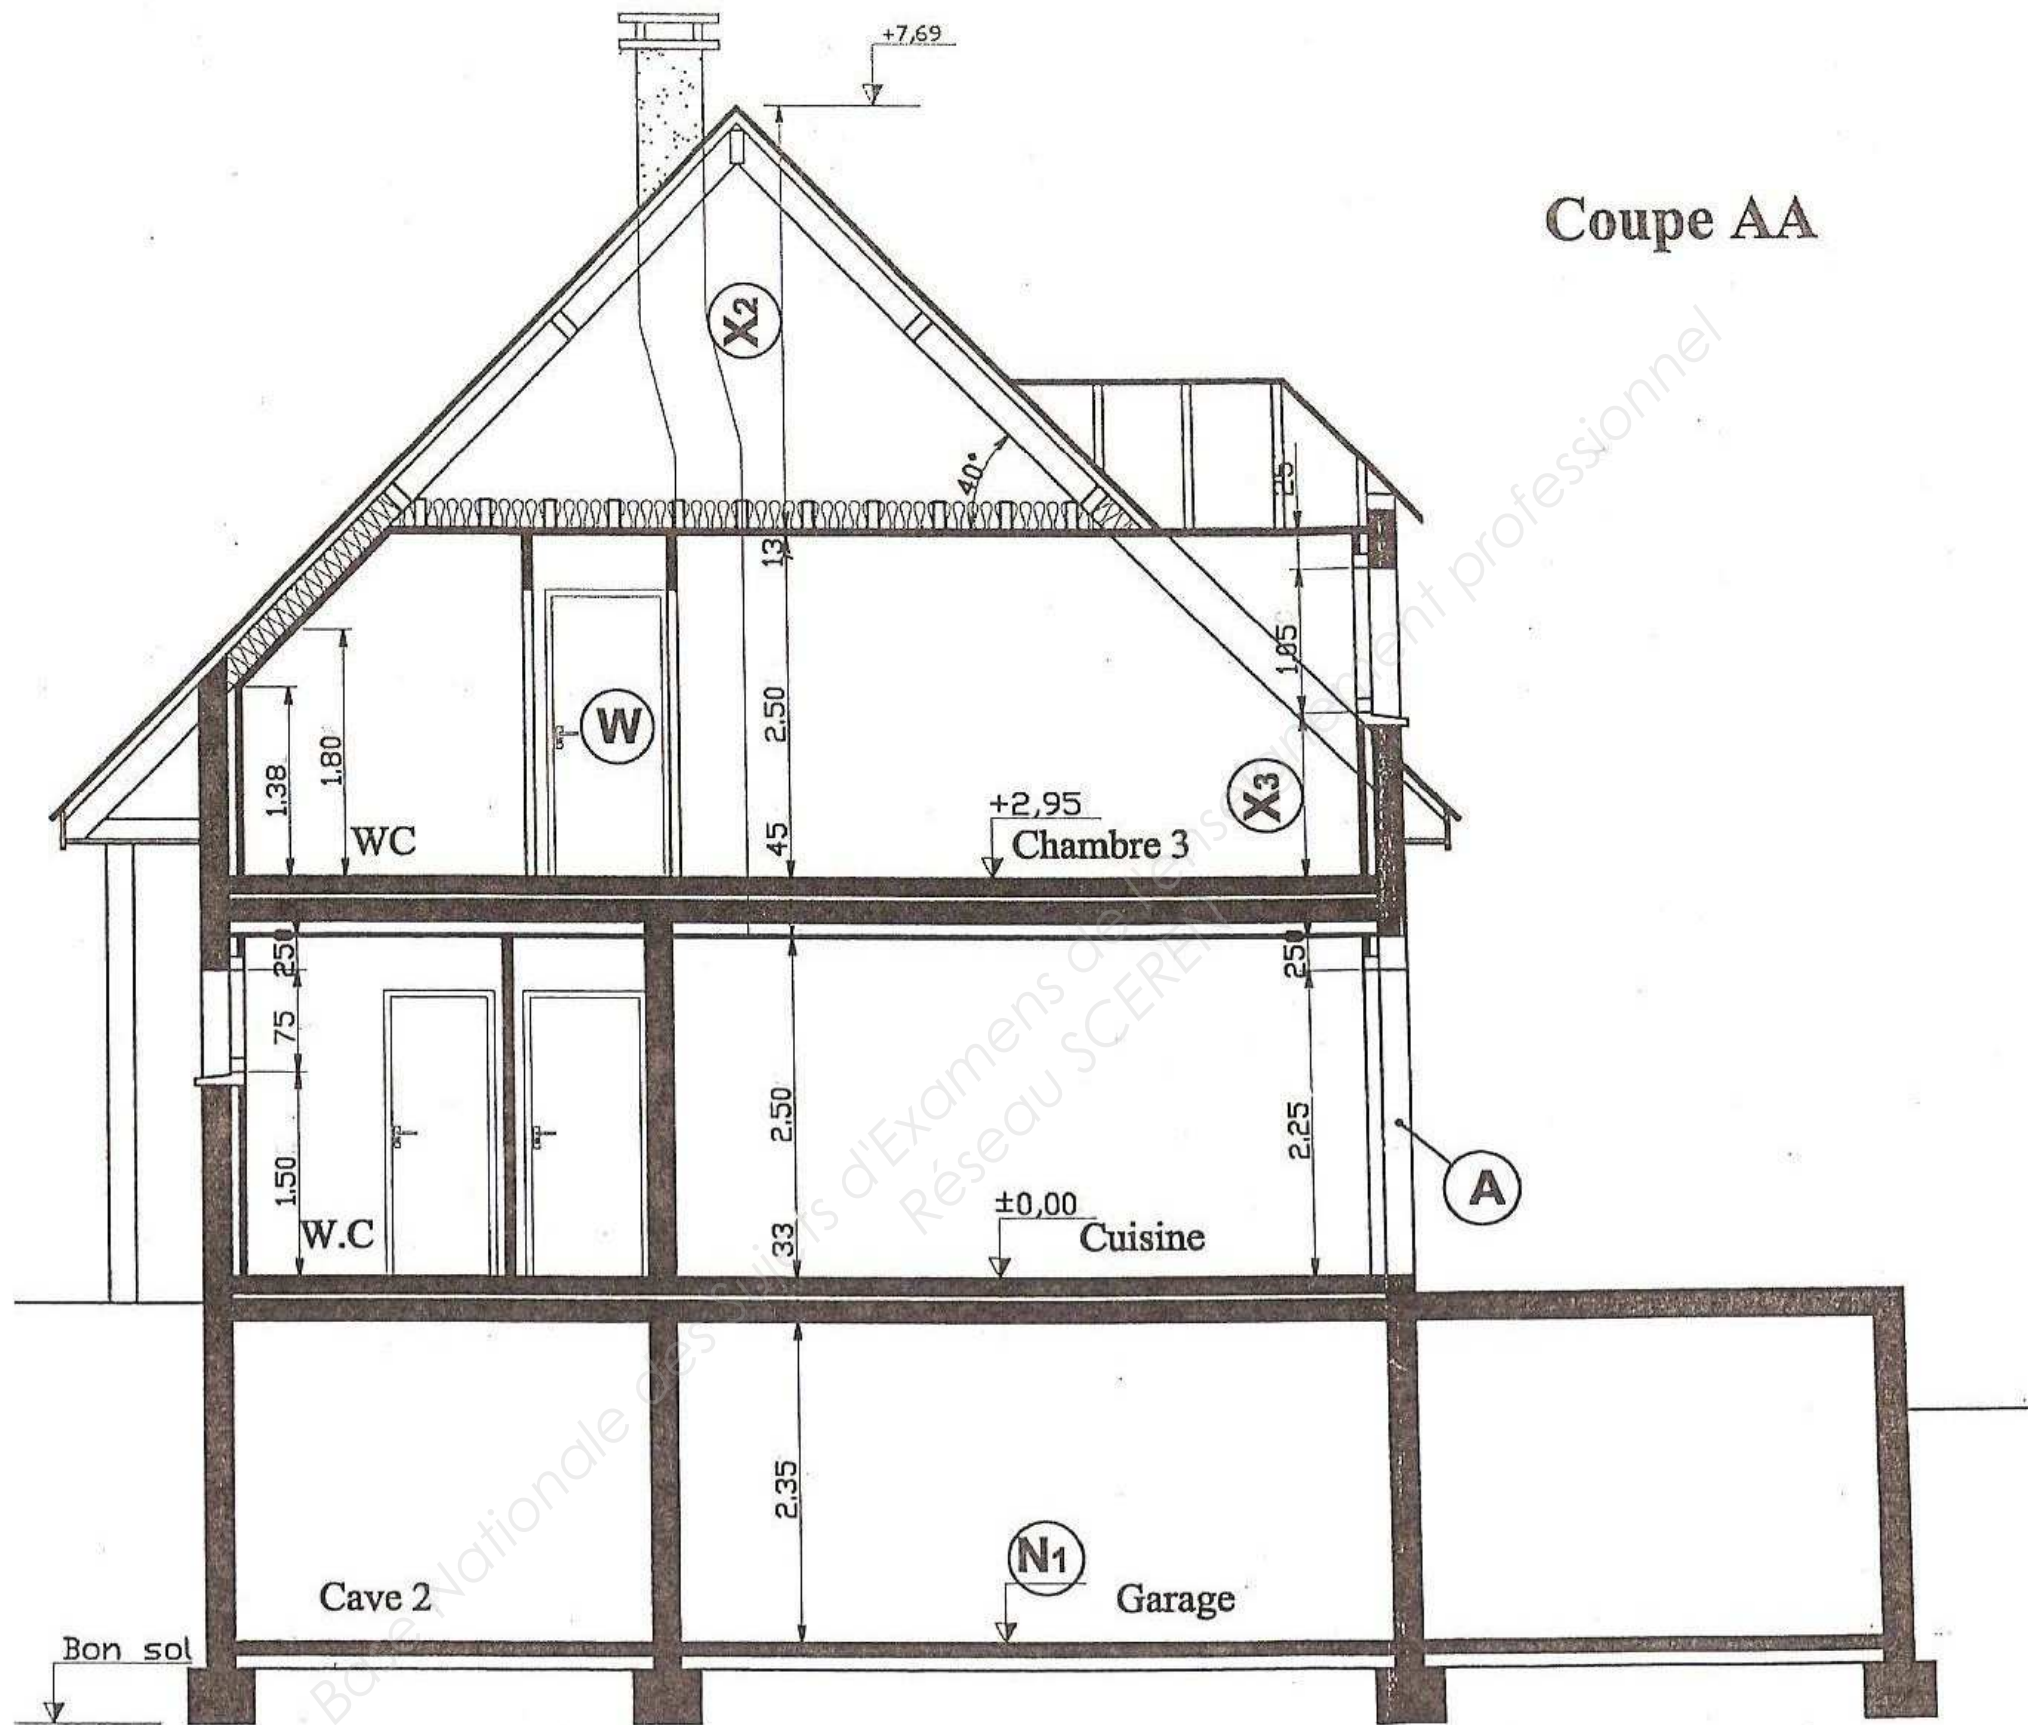 +7,69
Coupe AA
X2
40°
25
13
1.05
W
2.50
1.80
1.38
X3
+2,95
45
WC
Chambre 3
25
25
75
2.50
2.25
1.50
A
±0,00
W.C
33
Cuisine
2.35
N1
Cave 2
Garage
Bon sol
Base Nationale des Sujets d'Examens de l'enseignement professionnel
Réseau SCEREN